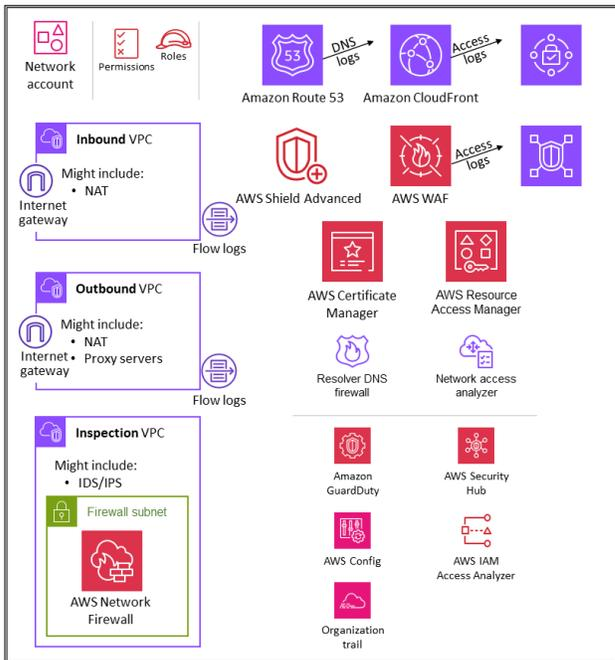 Network
account
Permissions
Roles
53
DNS
logs
Access
logs
Amazon Route 53
Amazon CloudFront
Inbound VPC
Might include:
• NAT
Internet
gateway
Flow logs
AWS Shield Advanced
AWS WAF
Access
logs
AWS Certificate
Manager
AWS Resource
Access Manager
Outbound VPC
Might include:
• NAT
• Proxy servers
Internet
gateway
Flow logs
Resolver DNS
firewall
Network access
analyzer
Inspection VPC
Might include:
• IDS/IPS
Firewall subnet
AWS Network
Firewall
Amazon
GuardDuty
AWS Security
Hub
AWS Config
AWS IAM
Access Analyzer
Organization
trail